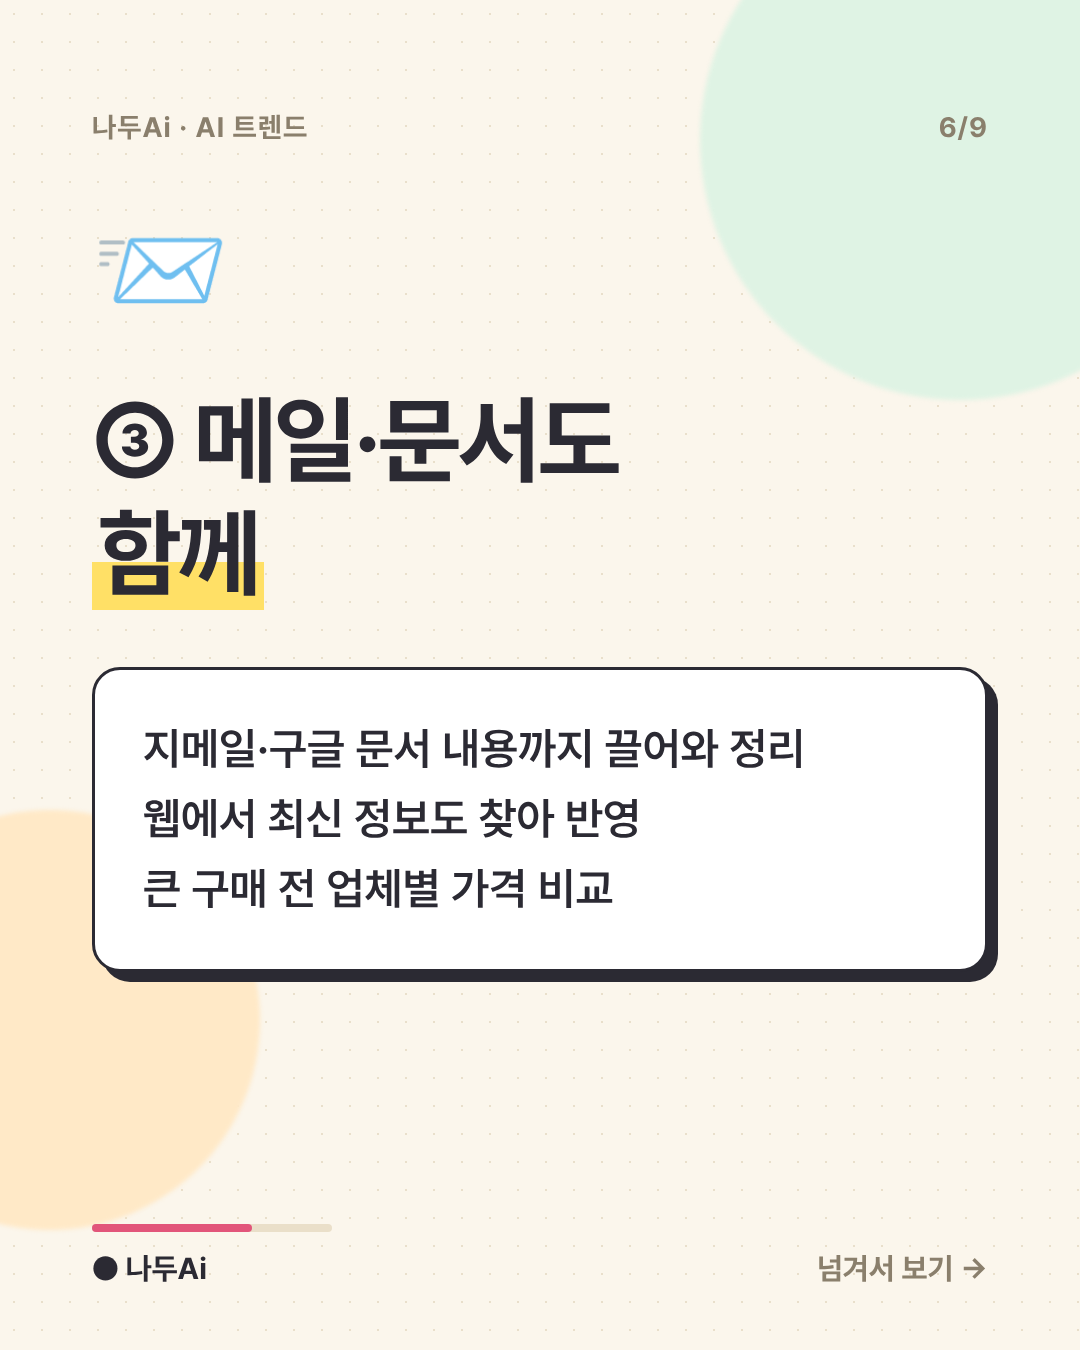 나두Ai · AI 트렌드
6/9
③ 메일·문서도
함께
지메일·구글 문서 내용까지 끌어와 정리
웹에서 최신 정보도 찾아 반영
큰 구매 전 업체별 가격 비교
● 나두Ai
넘겨서 보기 →